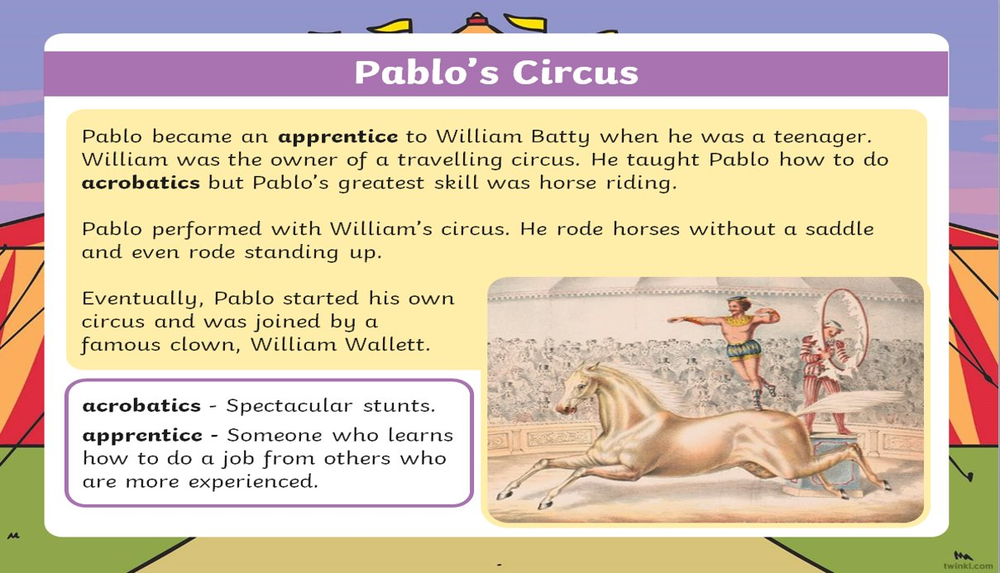 Pablo's Circus
Pablo became an apprentice to William Batty when he was a teenager.
William was the owner of a travelling circus. He taught Pablo how to do
acrobatics but Pablo's greatest skill was horse riding.
Pablo performed with William's circus. He rode horses without a saddle
and even rode standing up.
Eventually, Pablo started his own
circus and was joined by a
famous clown, William Wallett.
acrobatics - Spectacular stunts.
apprentice - Someone who learns
how to do a job from others who
are more experienced.
twinkl.com